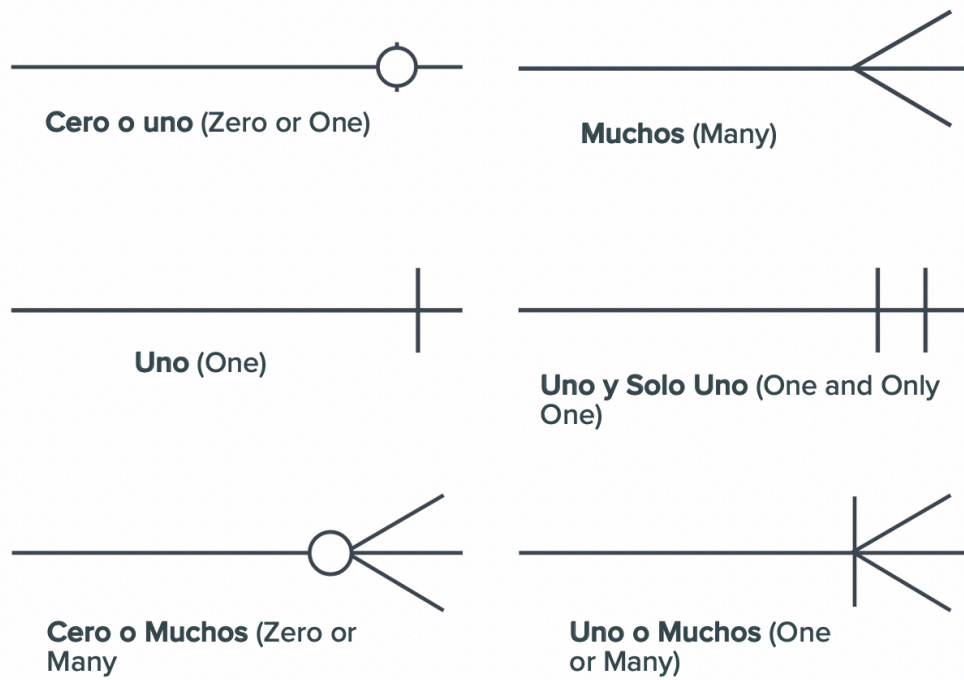 Cero o uno (Zero or One)
Muchos (Many)
Uno (One)
Uno y Solo Uno (One and Only
One)
Cero o Muchos (Zero or
Many
Uno o Muchos (One
or Many)